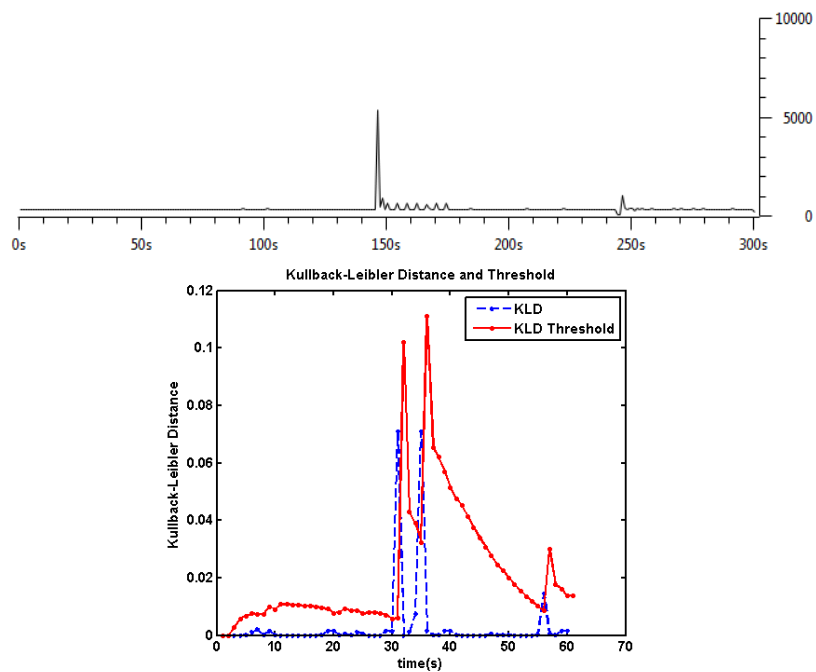 10000
5000
0
0s 50s 100s 150s 200s 250s 300s
Kullback-Leibler Distance and Threshold
0.12
0.1
0.08
0.06
0.04
0.02
0
Kullback-Leibler Distance
KLD
KLD Threshold
0 10 20 30 40 50 60 70
time(s)